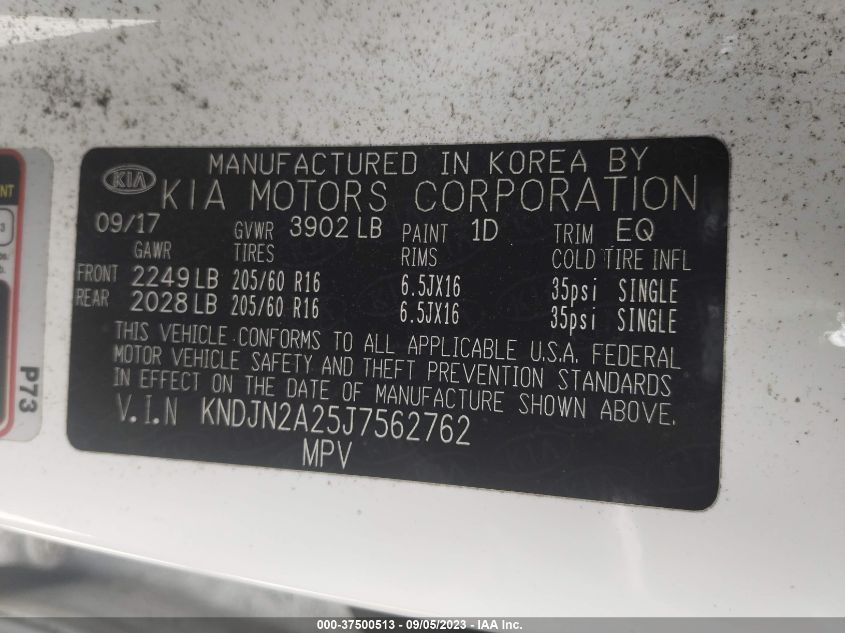 KIA
MANUFACTURED IN KOREA BY
KIA MOTORS CORPORATION
09/17 GVWR 3902 LB PAINT 1D TRIM EQ
GAWR TIRES RIMS COLD TIRE INFL
FRONT 2249 LB 205/60 R16 6.5JX16 35psi SINGLE
REAR 2028 LB 205/60 R16 6.5JX16 35psi SINGLE
THIS VEHICLE CONFORMS TO ALL APPLICABLE U.S.A. FEDERAL
MOTOR VEHICLE SAFETY AND THEFT PREVENTION STANDARDS
IN EFFECT ON THE DATE OF MANUFACTURE SHOWN ABOVE.
V.I.N KNDJN2A25J7562762
MPV
NT
3
P73
© Copyright - 37500513 - 09/05/2023 - IAA Inc.